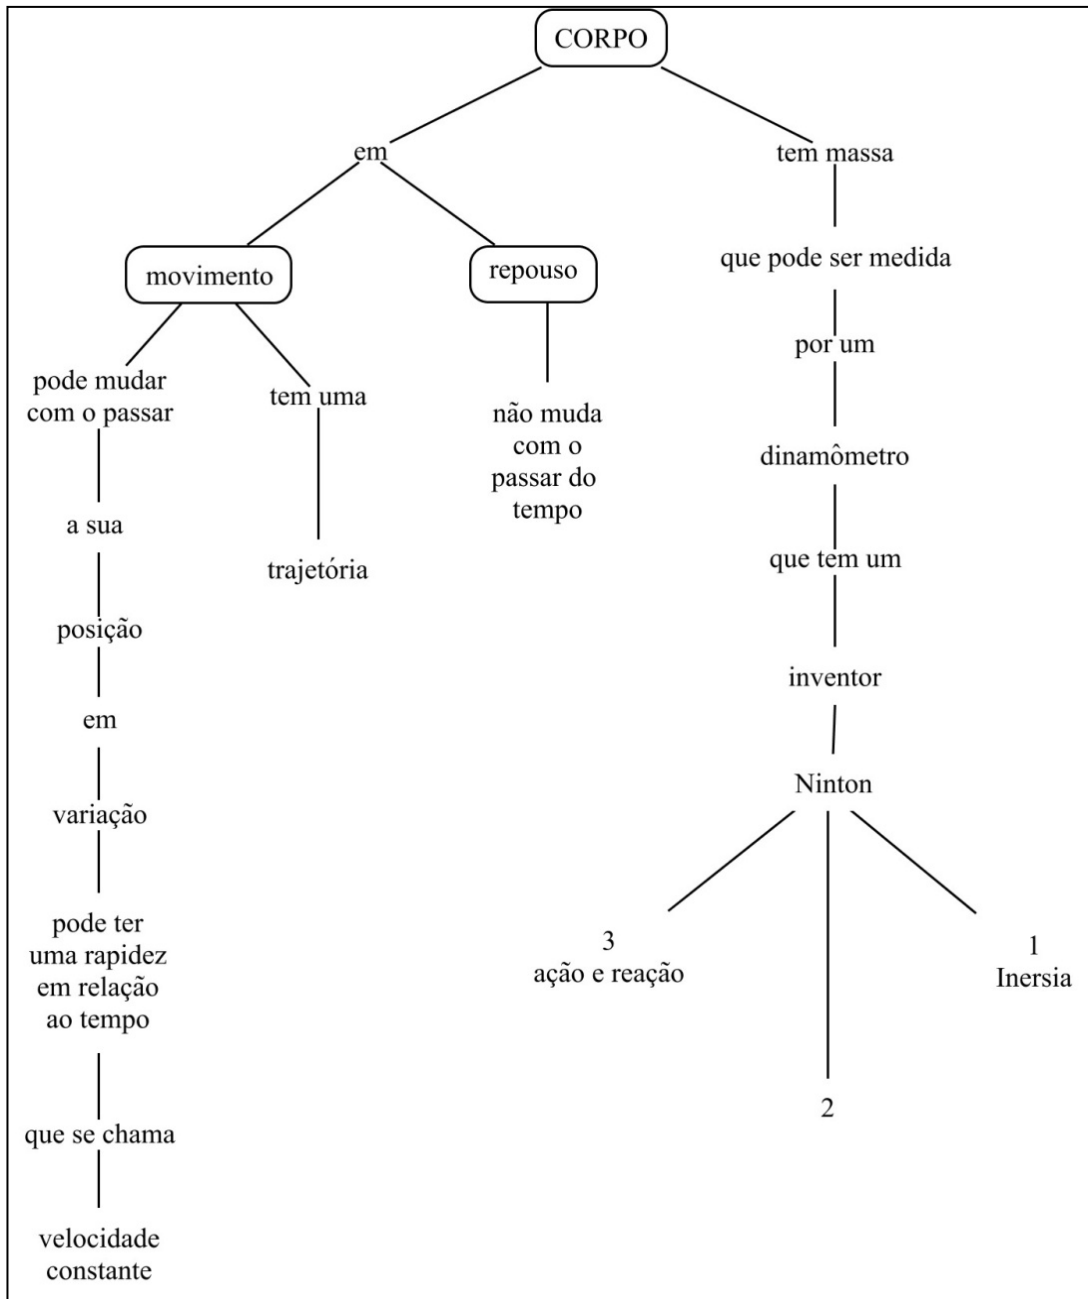 CORPO
em
tem massa
movimento
repouso
que pode ser medida
por um
pode mudar
com o passar
tem uma
não muda
com o
passar do
tempo
dinamômetro
a sua
trajetória
que tem um
posição
inventor
em
variação
Ninton
pode ter
uma rapidez
em relação
ao tempo
3
ação e reação
1
Inersia
2
que se chama
velocidade
constante